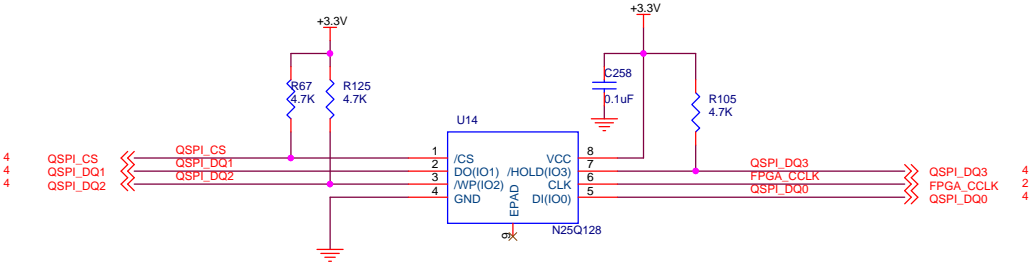 +3.3V
+3.3V
R67
4.7K
R125
4.7K
C258
0.1uF
R105
4.7K
U14
4 QSPI_CS QSPI_CS 1 /CS VCC 8
4 QSPI_DQ1 QSPI_DQ1 2 DO(IO1) /HOLD(IO3) 7 QSPI_DQ3 QSPI_DQ3 4
4 QSPI_DQ2 QSPI_DQ2 3 /WP(IO2) CLK 6 FPGA_CCLK FPGA_CCLK 2
4 GND DI(IO0) 5 QSPI_DQ0 QSPI_DQ0 4
EPAD
9
N25Q128